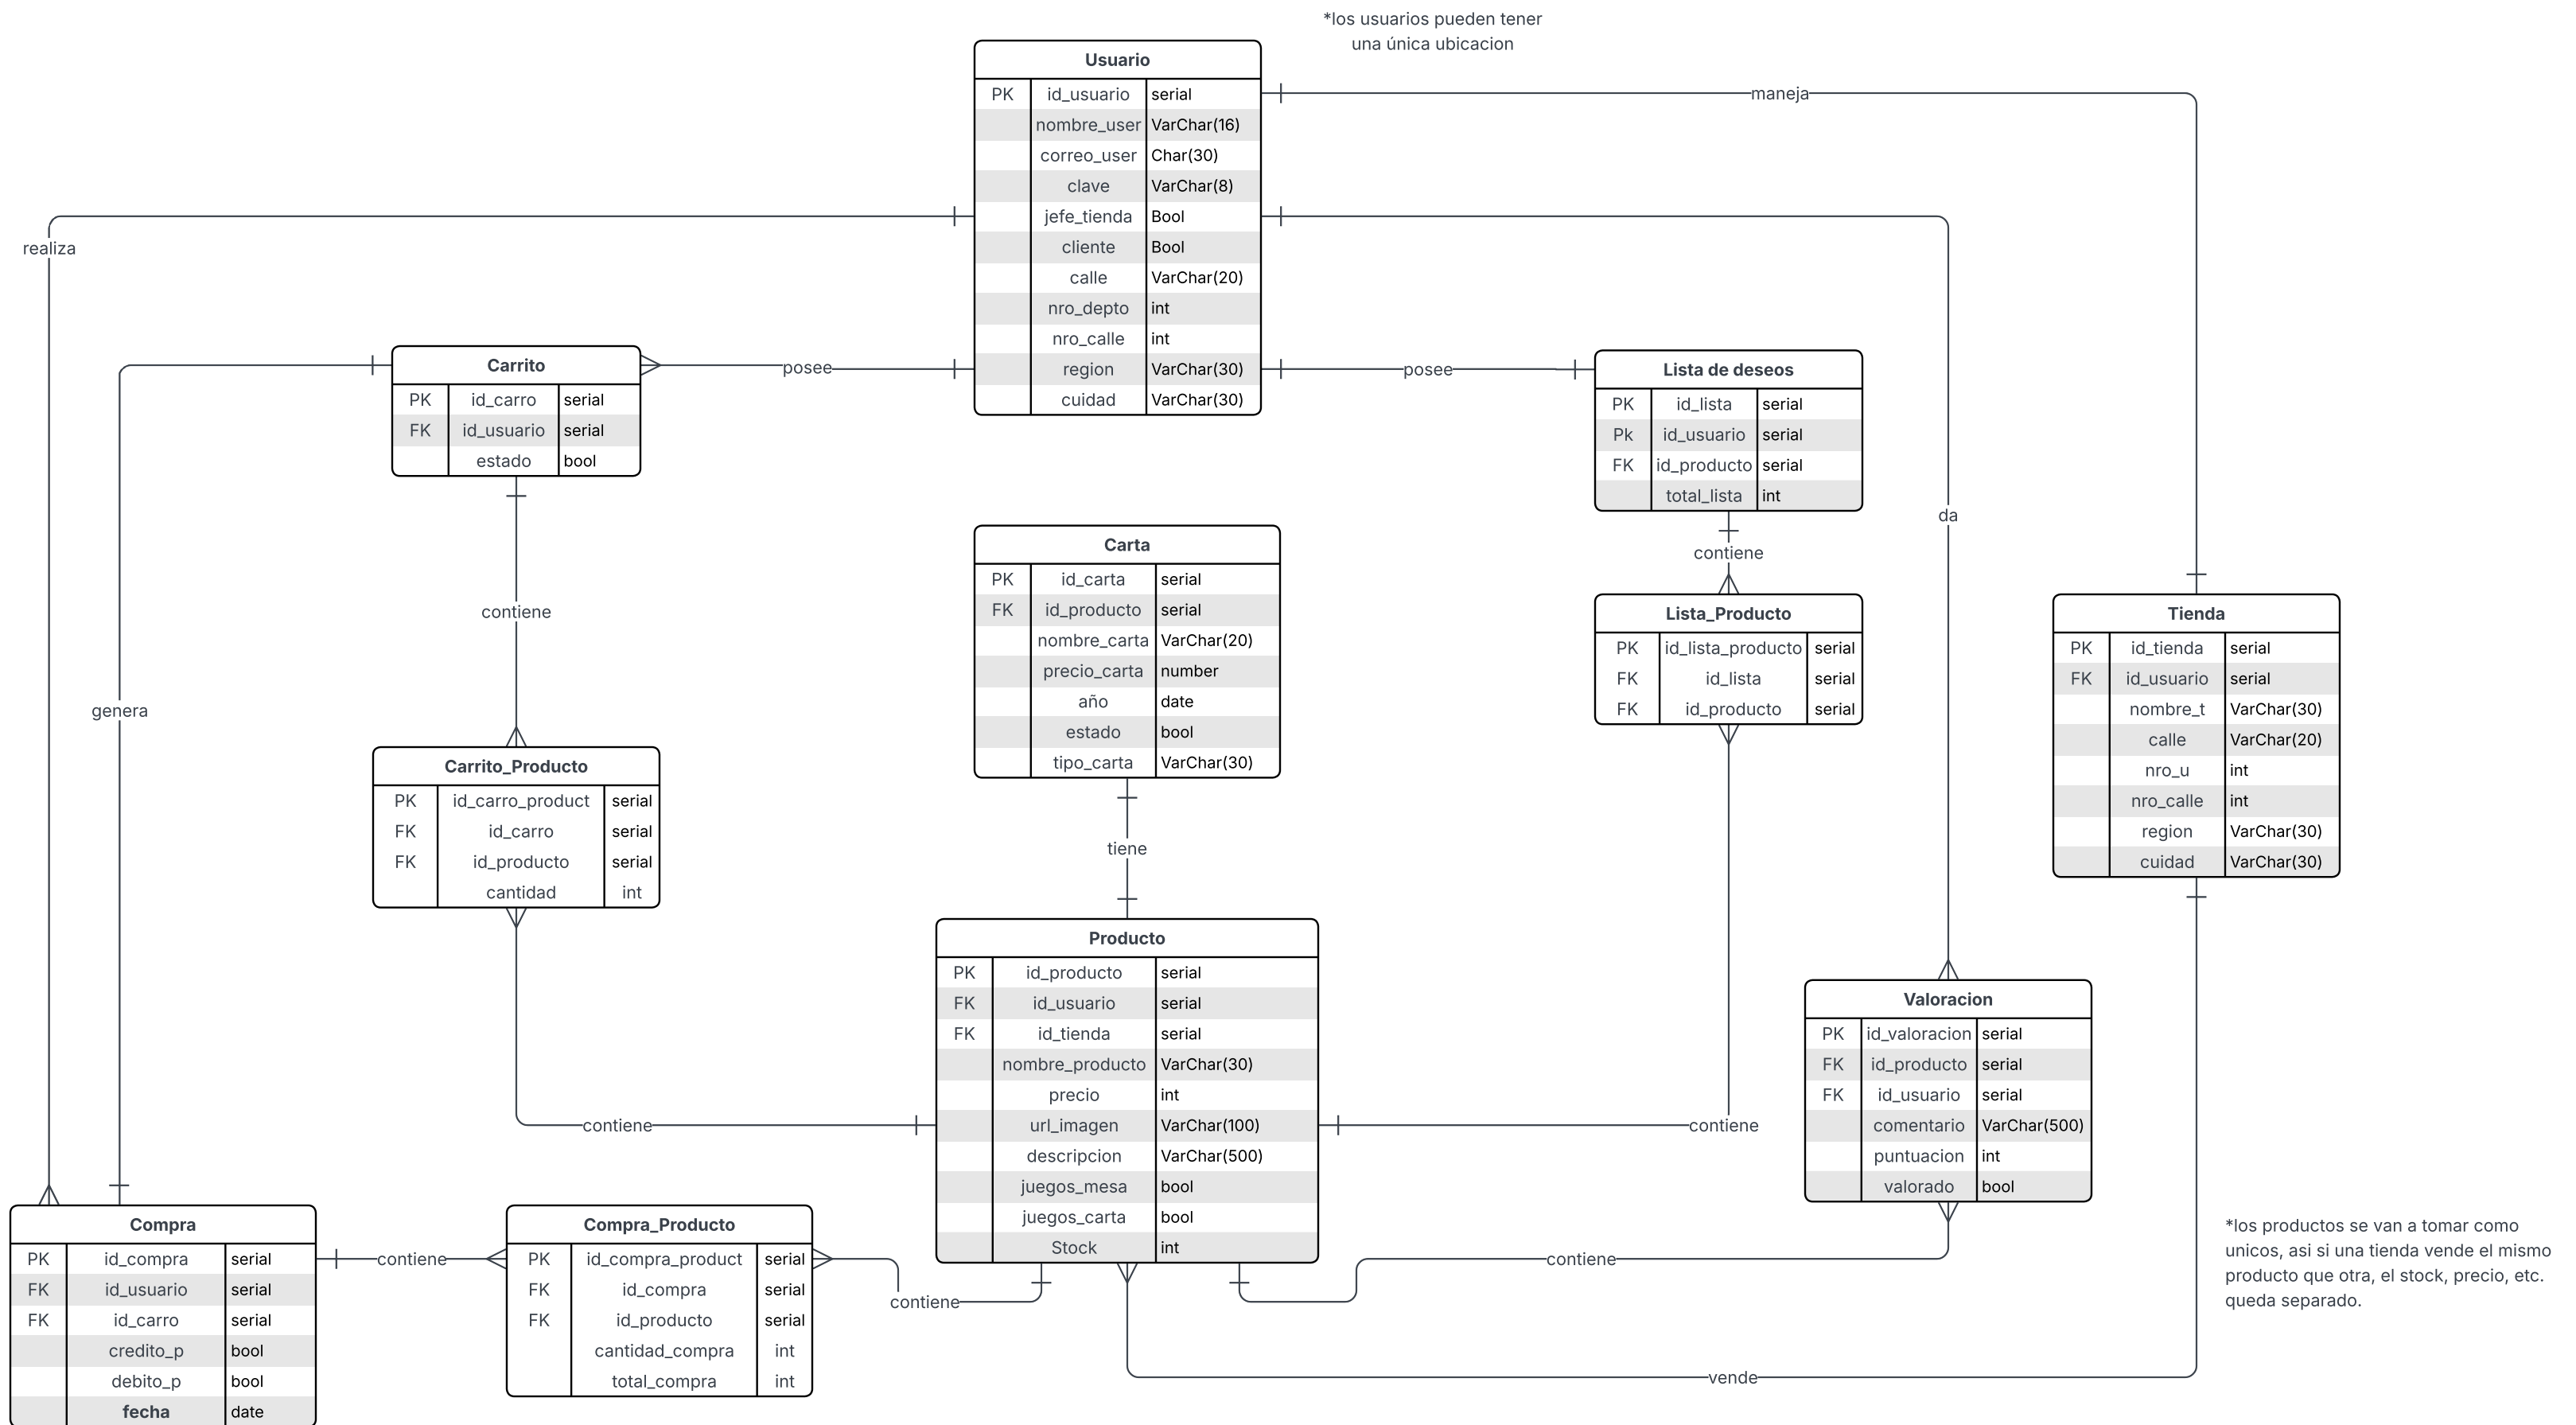 *los usuarios pueden tener
una única ubicacion
Usuario
PK id_usuario serial
nombre_user VarChar(16)
correo_user Char(30)
clave VarChar(8)
jefe_tienda Bool
cliente Bool
calle VarChar(20)
nro_depto int
nro_calle int
region VarChar(30)
cuidad VarChar(30)
maneja
realiza
posee
posee
da
genera
Carrito
PK id_carro serial
FK id_usuario serial
estado bool
Lista de deseos
PK id_lista serial
Pk id_usuario serial
FK id_producto serial
total_lista int
contiene
contiene
Carta
PK id_carta serial
FK id_producto serial
nombre_carta VarChar(20)
precio_carta number
año date
estado bool
tipo_carta VarChar(30)
tiene
Lista_Producto
PK id_lista_producto serial
FK id_lista serial
FK id_producto serial
Tienda
PK id_tienda serial
FK id_usuario serial
nombre_t VarChar(30)
calle VarChar(20)
nro_u int
nro_calle int
region VarChar(30)
cuidad VarChar(30)
Carrito_Producto
PK id_carro_product serial
FK id_carro serial
FK id_producto serial
cantidad int
contiene
Producto
PK id_producto serial
FK id_usuario serial
FK id_tienda serial
nombre_producto VarChar(30)
precio int
url_imagen VarChar(100)
descripcion VarChar(500)
juegos_mesa bool
juegos_carta bool
Stock int
contiene
Valoracion
PK id_valoracion serial
FK id_producto serial
FK id_usuario serial
comentario VarChar(500)
puntuacion int
valorado bool
Compra
PK id_compra serial
FK id_usuario serial
FK id_carro serial
credito_p bool
debito_p bool
fecha date
contiene
Compra_Producto
PK id_compra_product serial
FK id_compra serial
FK id_producto serial
cantidad_compra int
total_compra int
contiene
contiene
vende
*los productos se van a tomar como
unicos, asi si una tienda vende el mismo
producto que otra, el stock, precio, etc.
queda separado.